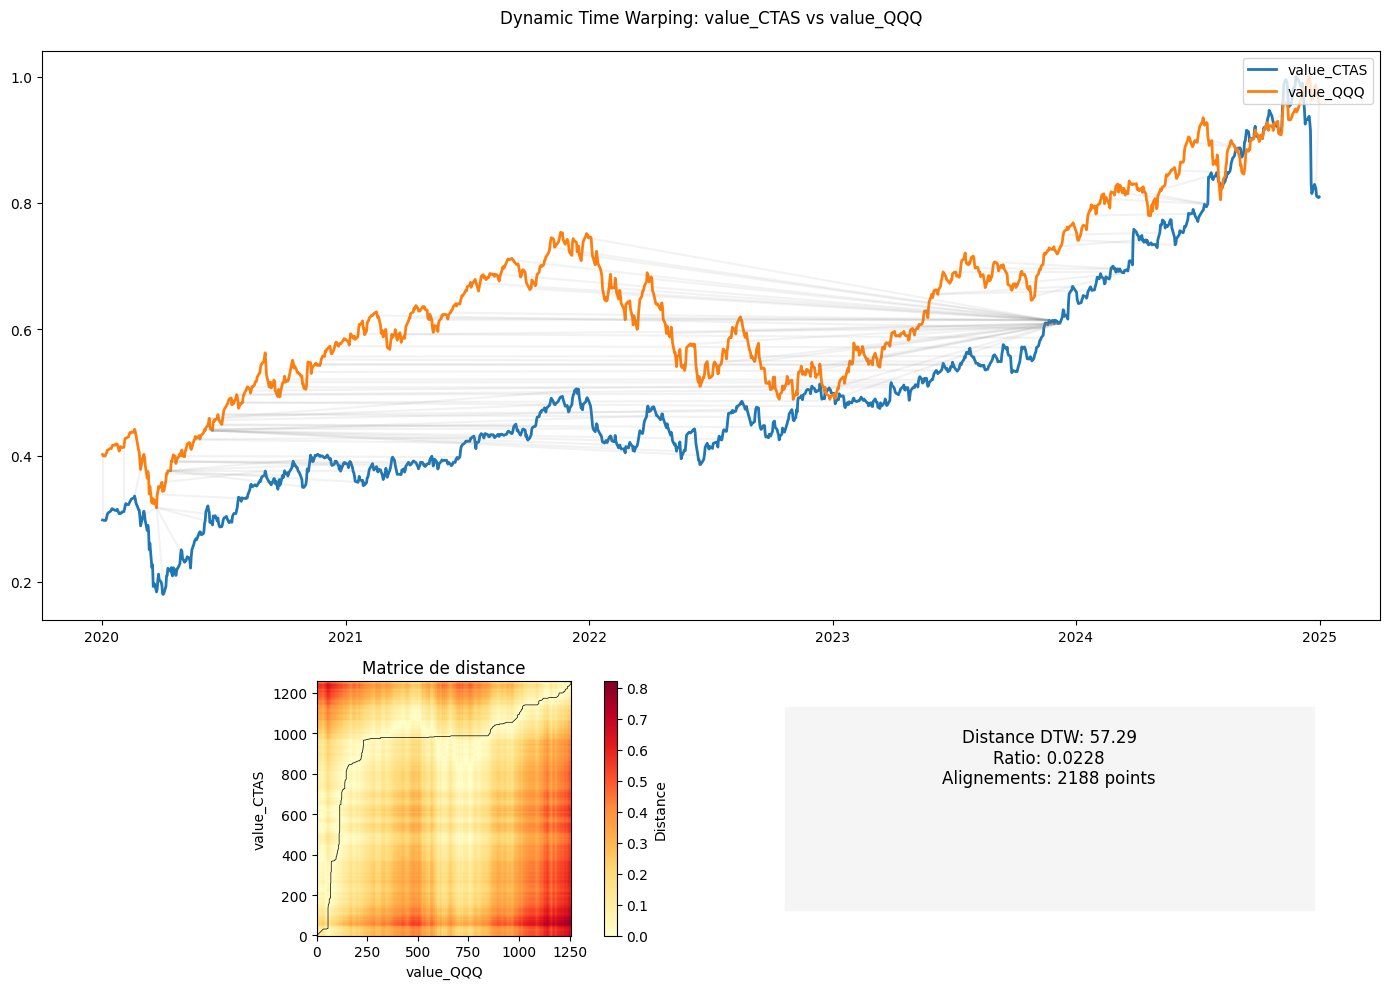 Dynamic Time Warping: value_CTAS vs value_QQQ
value_CTAS
value_QQQ
1.0
0.8
0.6
0.4
0.2
2020 2021 2022 2023 2024 2025
Matrice de distance
value_CTAS
1200
1000
800
600
400
200
0
0 250 500 750 1000 1250
value_QQQ
0.8
0.7
0.6
0.5
0.4
0.3
0.2
0.1
0.0
Distance
Distance DTW: 57.29
Ratio: 0.0228
Alignements: 2188 points